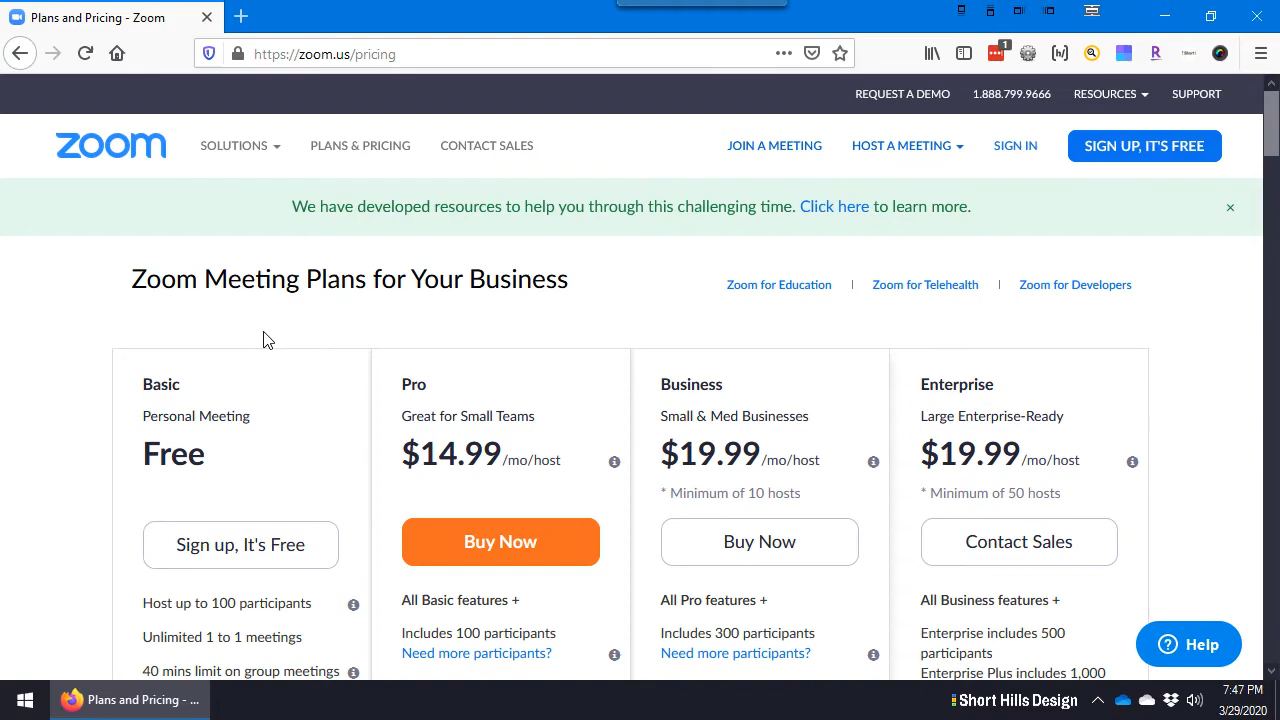 Plans and Pricing - Zoom
https://zoom.us/pricing
1
REQUEST A DEMO 1.888.799.9666 RESOURCES SUPPORT
zoom SOLUTIONS PLANS & PRICING CONTACT SALES JOIN A MEETING HOST A MEETING SIGN IN SIGN UP, IT'S FREE
We have developed resources to help you through this challenging time. Click here to learn more.
Zoom Meeting Plans for Your Business
Zoom for Education | Zoom for Telehealth | Zoom for Developers
Basic
Personal Meeting
Free
Sign up, It's Free
Host up to 100 participants
Unlimited 1 to 1 meetings
40 mins limit on group meetings
Pro
Great for Small Teams
$14.99/mo/host
Buy Now
All Basic features +
Includes 100 participants
Need more participants?
Business
Small & Med Businesses
$19.99/mo/host
* Minimum of 10 hosts
Buy Now
All Pro features +
Includes 300 participants
Need more participants?
Enterprise
Large Enterprise-Ready
$19.99/mo/host
* Minimum of 50 hosts
Contact Sales
All Business features +
Enterprise includes 500
participants
Enterprise Plus includes 1,000
Help
Plans and Pricing - ...
Short Hills Design
7:47 PM
3/29/2020